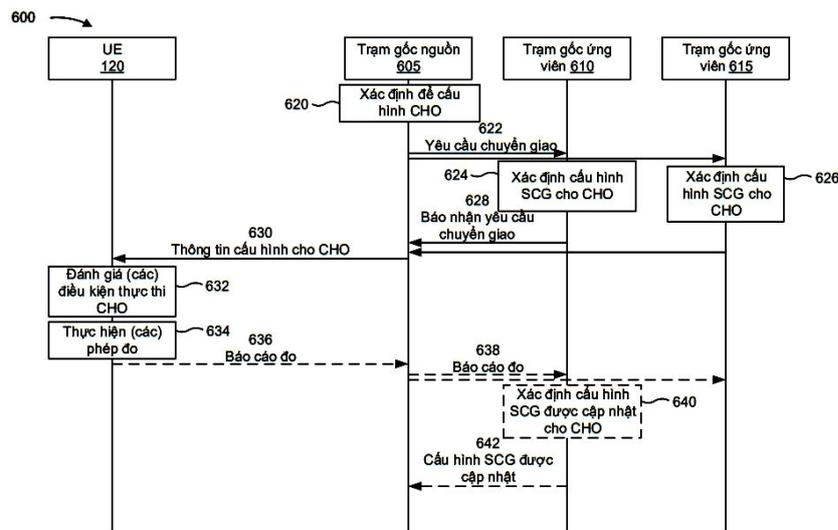 600
UE
120
Trạm gốc nguồn
605
Trạm gốc ứng
viên 610
Trạm gốc ứng
viên 615
620
Xác định để cấu
hình CHO
622
Yêu cầu chuyển giao
624
Xác định cấu hình
SCG cho CHO
Xác định cấu
hình SCG cho
CHO
626
628
Báo nhận yêu cầu
chuyển giao
630
Thông tin cấu hình cho CHO
Đánh giá (các)
điều kiện thực thi
CHO
632
Thực hiện (các)
phép đo
634
636
Báo cáo đo
638
Báo cáo đo
Xác định cấu hình
SCG được cập nhật
cho CHO
640
642
Cấu hình SCG được
cập nhật